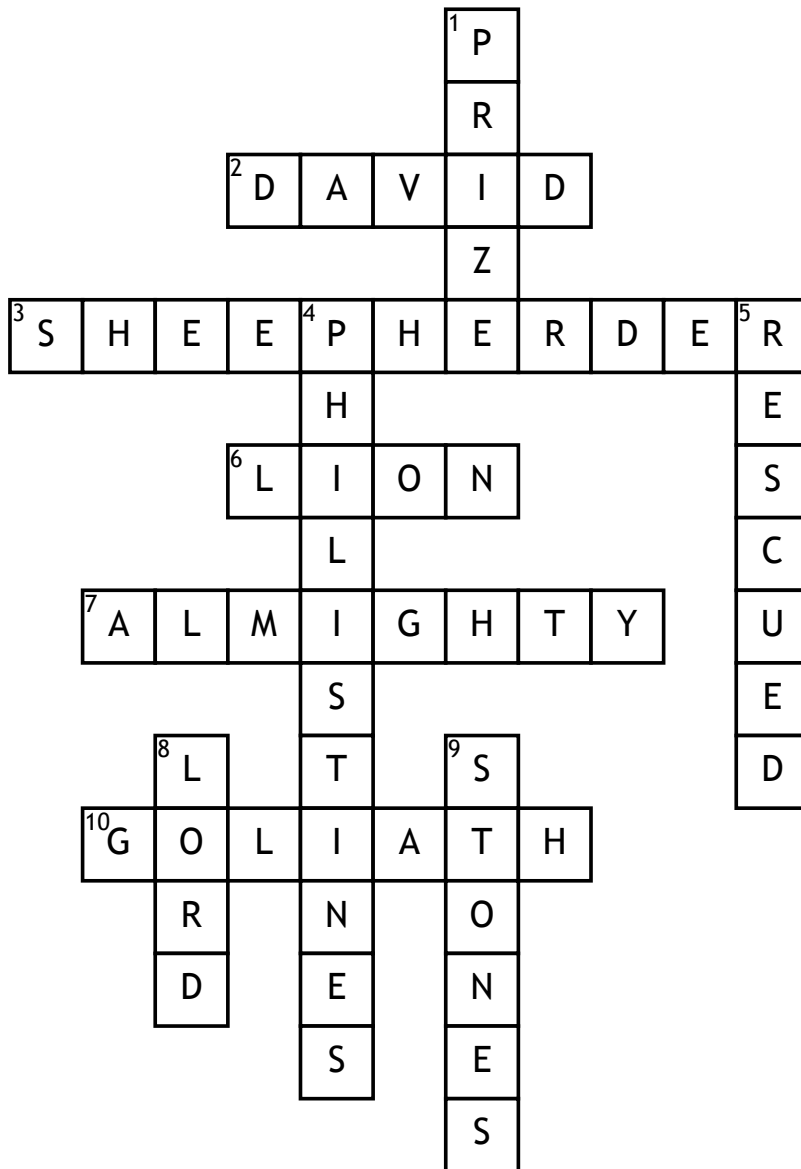 1 P
R
2 D A V I D
Z
3 S H E E 4 P H E R D E 5 R
H E
6 L I O N S
L C
7 A L M I G H T Y U
S E
8 L T 9 S D
10 G O L I A T H
R N O
D E N
S E
S